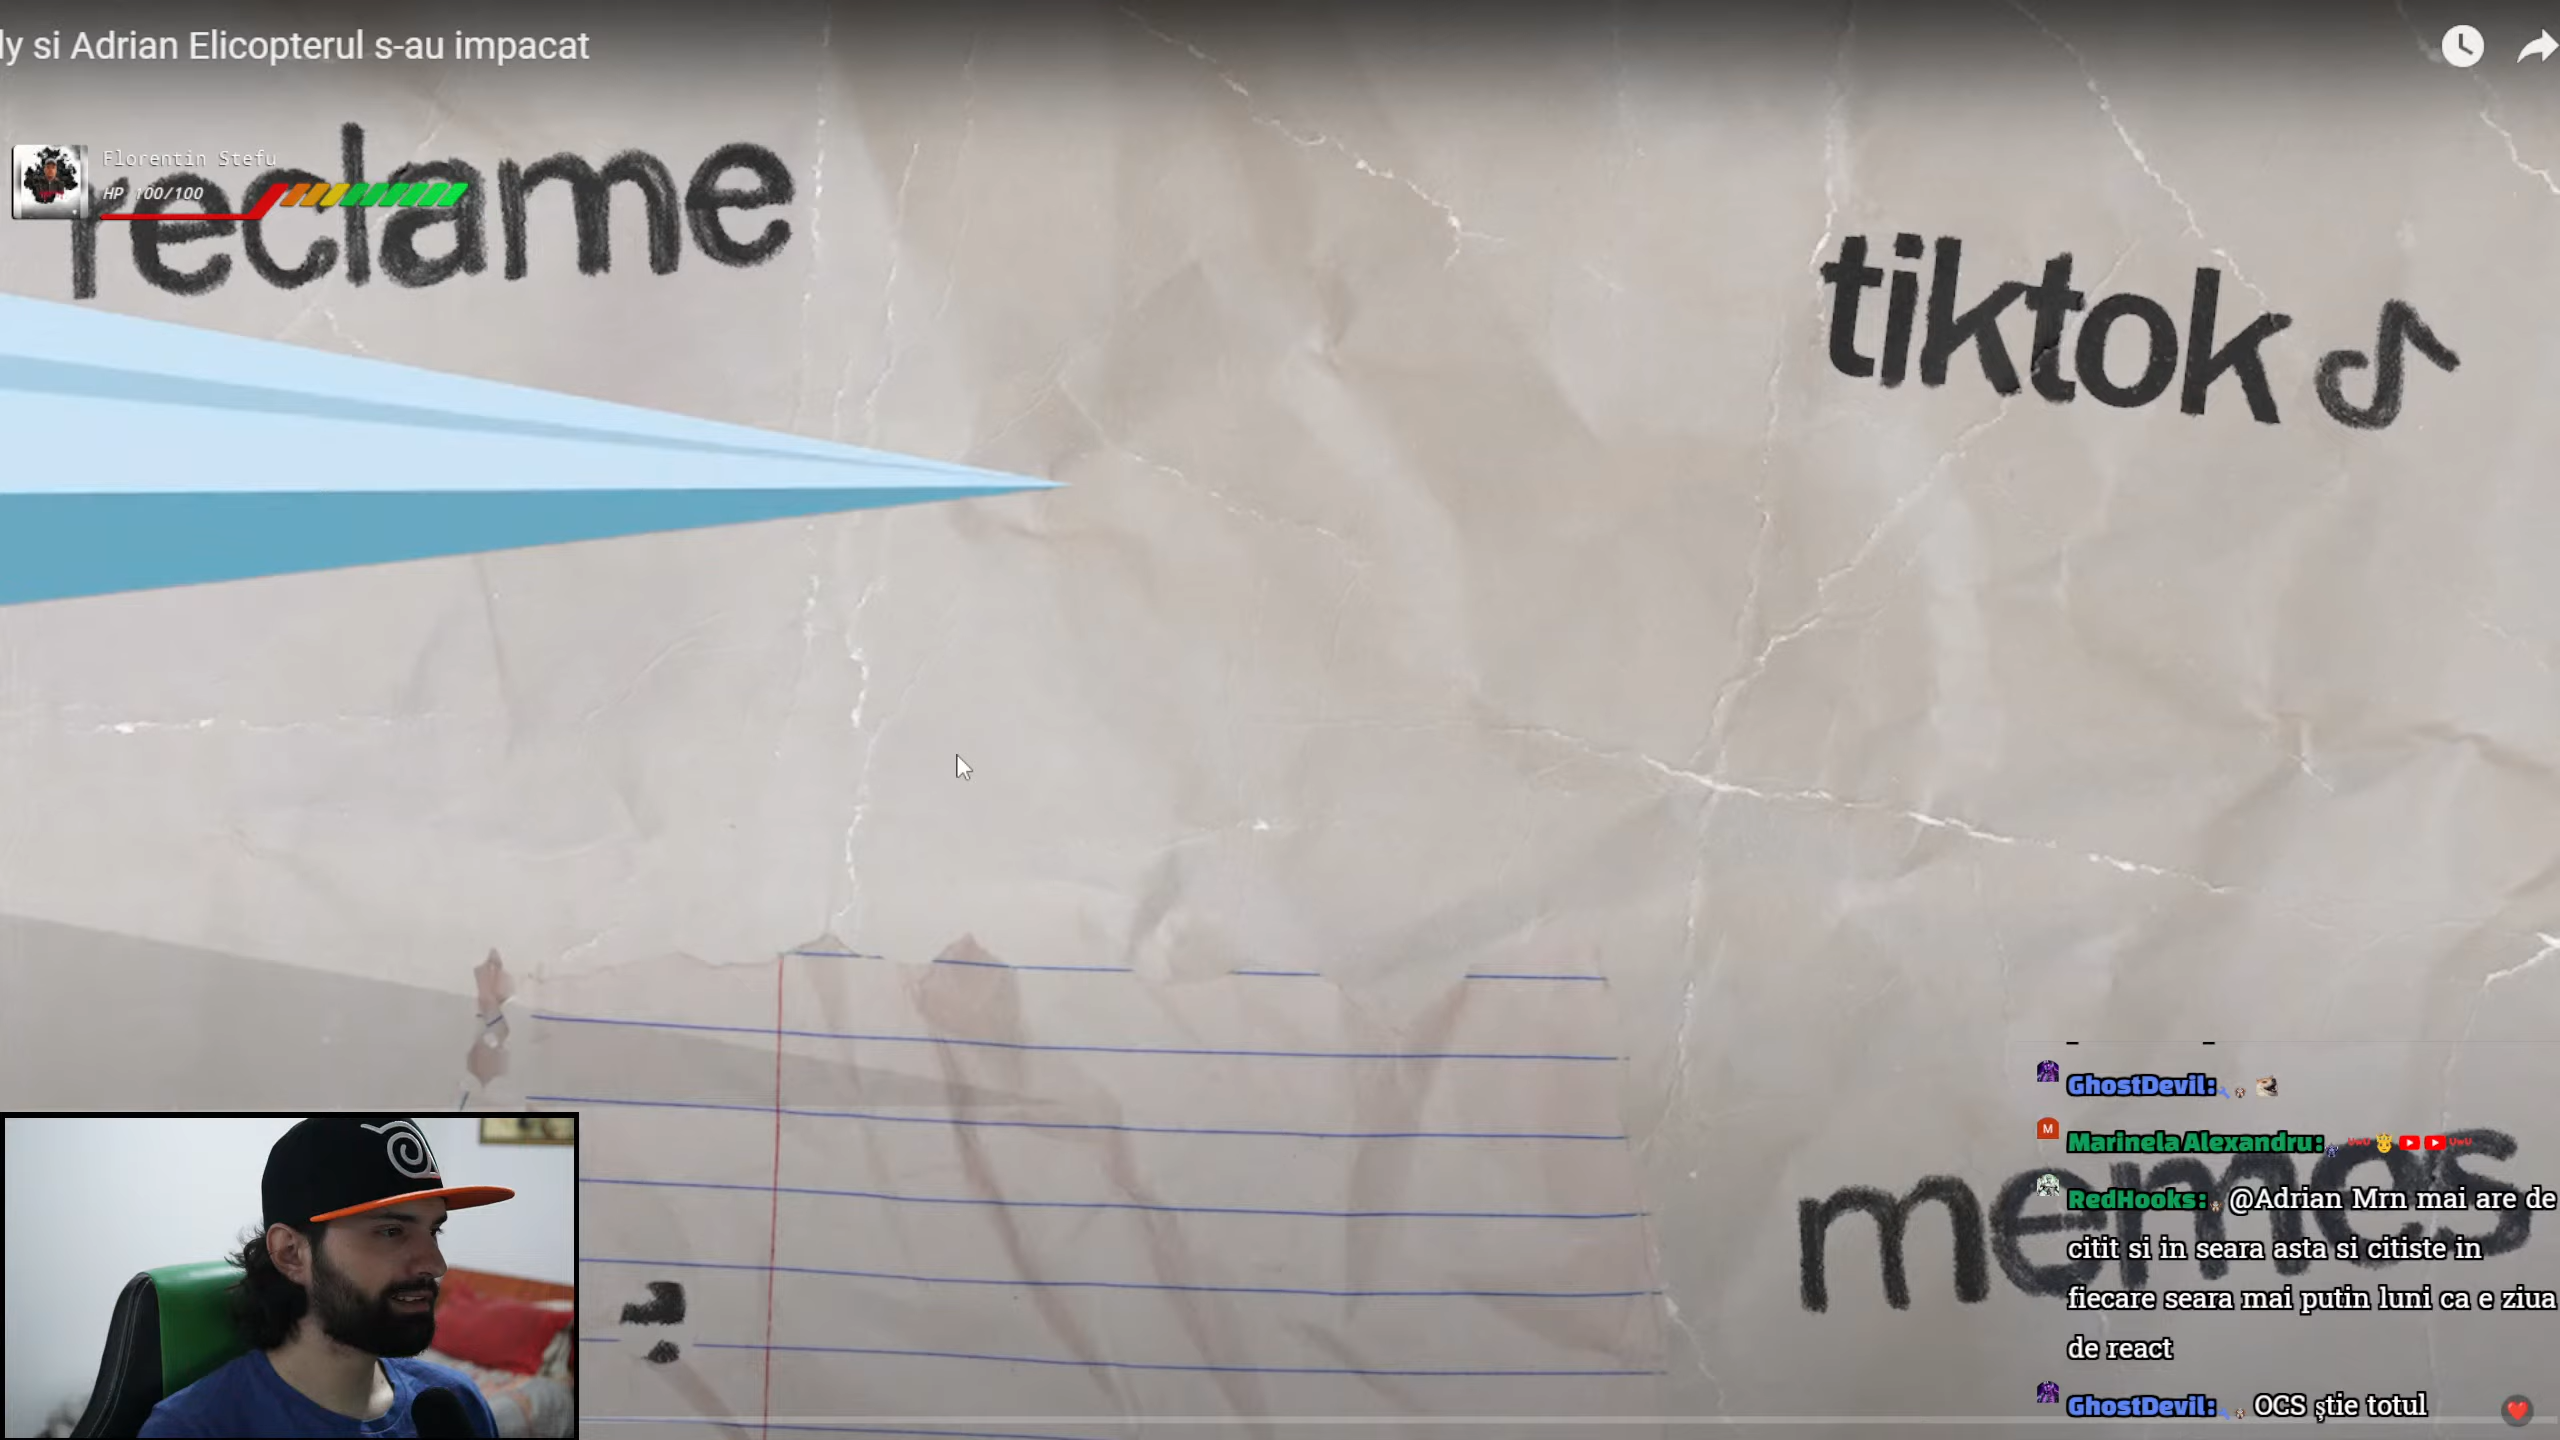 ly si Adrian Elicopterul s-au impacat
Florentin Stefu
HP 100/100
reclame
tiktok
GhostDevil:
M
Marinela Alexandru:
memes
RedHooks: @Adrian Mrn mai are de
citit si in seara asta si citiste in
fiecare seara mai putin luni ca e ziua
de react
GhostDevil: OCS știe totul